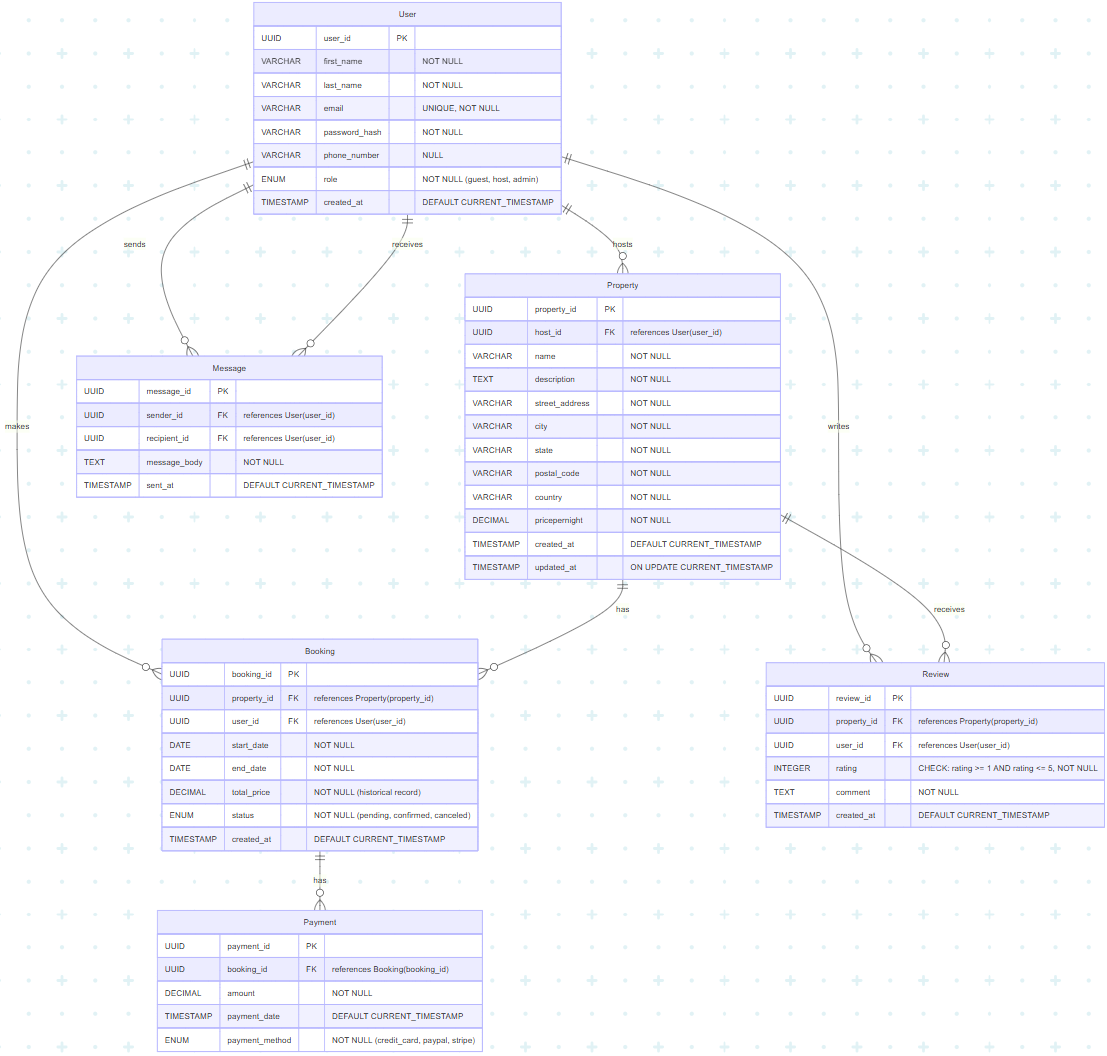 User
UUID user_id PK
VARCHAR first_name NOT NULL
VARCHAR last_name NOT NULL
VARCHAR email UNIQUE, NOT NULL
VARCHAR password_hash NOT NULL
VARCHAR phone_number NULL
ENUM role NOT NULL (guest, host, admin)
TIMESTAMP created_at DEFAULT CURRENT_TIMESTAMP
sends
receives
hosts
Property
UUID property_id PK
UUID host_id FK references User(user_id)
VARCHAR name NOT NULL
TEXT description NOT NULL
VARCHAR street_address NOT NULL
VARCHAR city NOT NULL
VARCHAR state NOT NULL
VARCHAR postal_code NOT NULL
VARCHAR country NOT NULL
DECIMAL pricepernight NOT NULL
TIMESTAMP created_at DEFAULT CURRENT_TIMESTAMP
TIMESTAMP updated_at ON UPDATE CURRENT_TIMESTAMP
Message
UUID message_id PK
UUID sender_id FK references User(user_id)
UUID recipient_id FK references User(user_id)
TEXT message_body NOT NULL
TIMESTAMP sent_at DEFAULT CURRENT_TIMESTAMP
makes
writes
has
receives
Booking
UUID booking_id PK
UUID property_id FK references Property(property_id)
UUID user_id FK references User(user_id)
DATE start_date NOT NULL
DATE end_date NOT NULL
DECIMAL total_price NOT NULL (historical record)
ENUM status NOT NULL (pending, confirmed, canceled)
TIMESTAMP created_at DEFAULT CURRENT_TIMESTAMP
Review
UUID review_id PK
UUID property_id FK references Property(property_id)
UUID user_id FK references User(user_id)
INTEGER rating CHECK: rating >= 1 AND rating <= 5, NOT NULL
TEXT comment NOT NULL
TIMESTAMP created_at DEFAULT CURRENT_TIMESTAMP
has
Payment
UUID payment_id PK
UUID booking_id FK references Booking(booking_id)
DECIMAL amount NOT NULL
TIMESTAMP payment_date DEFAULT CURRENT_TIMESTAMP
ENUM payment_method NOT NULL (credit_card, paypal, stripe)